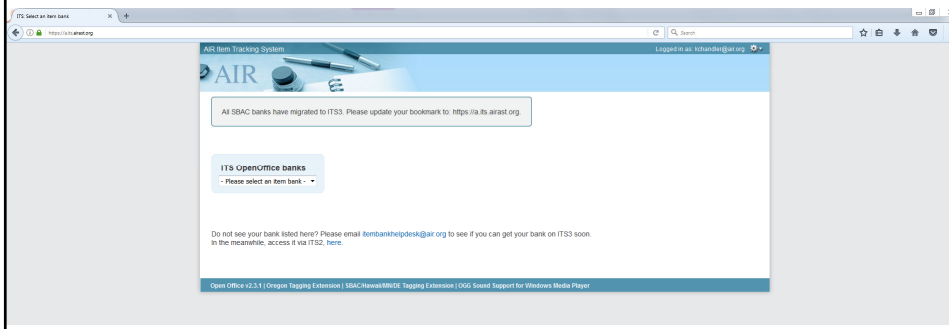 ITS: Select an item bank
https://a.its.airast.org
Search
AIR Item Tracking System
Logged in as: kchandler@air.org
AIR
All SBAC banks have migrated to ITS3. Please update your bookmark to: https://a.its.airast.org.
ITS OpenOffice banks
- Please select an item bank -
Do not see your bank listed here? Please email itembankhelpdesk@air.org to see if you can get your bank on ITS3 soon.
In the meanwhile, access it via ITS2, here.
Open Office v2.3.1 | Oregon Tagging Extension | SBAC/Hawaii/MN/DE Tagging Extension | OGG Sound Support for Windows Media Player